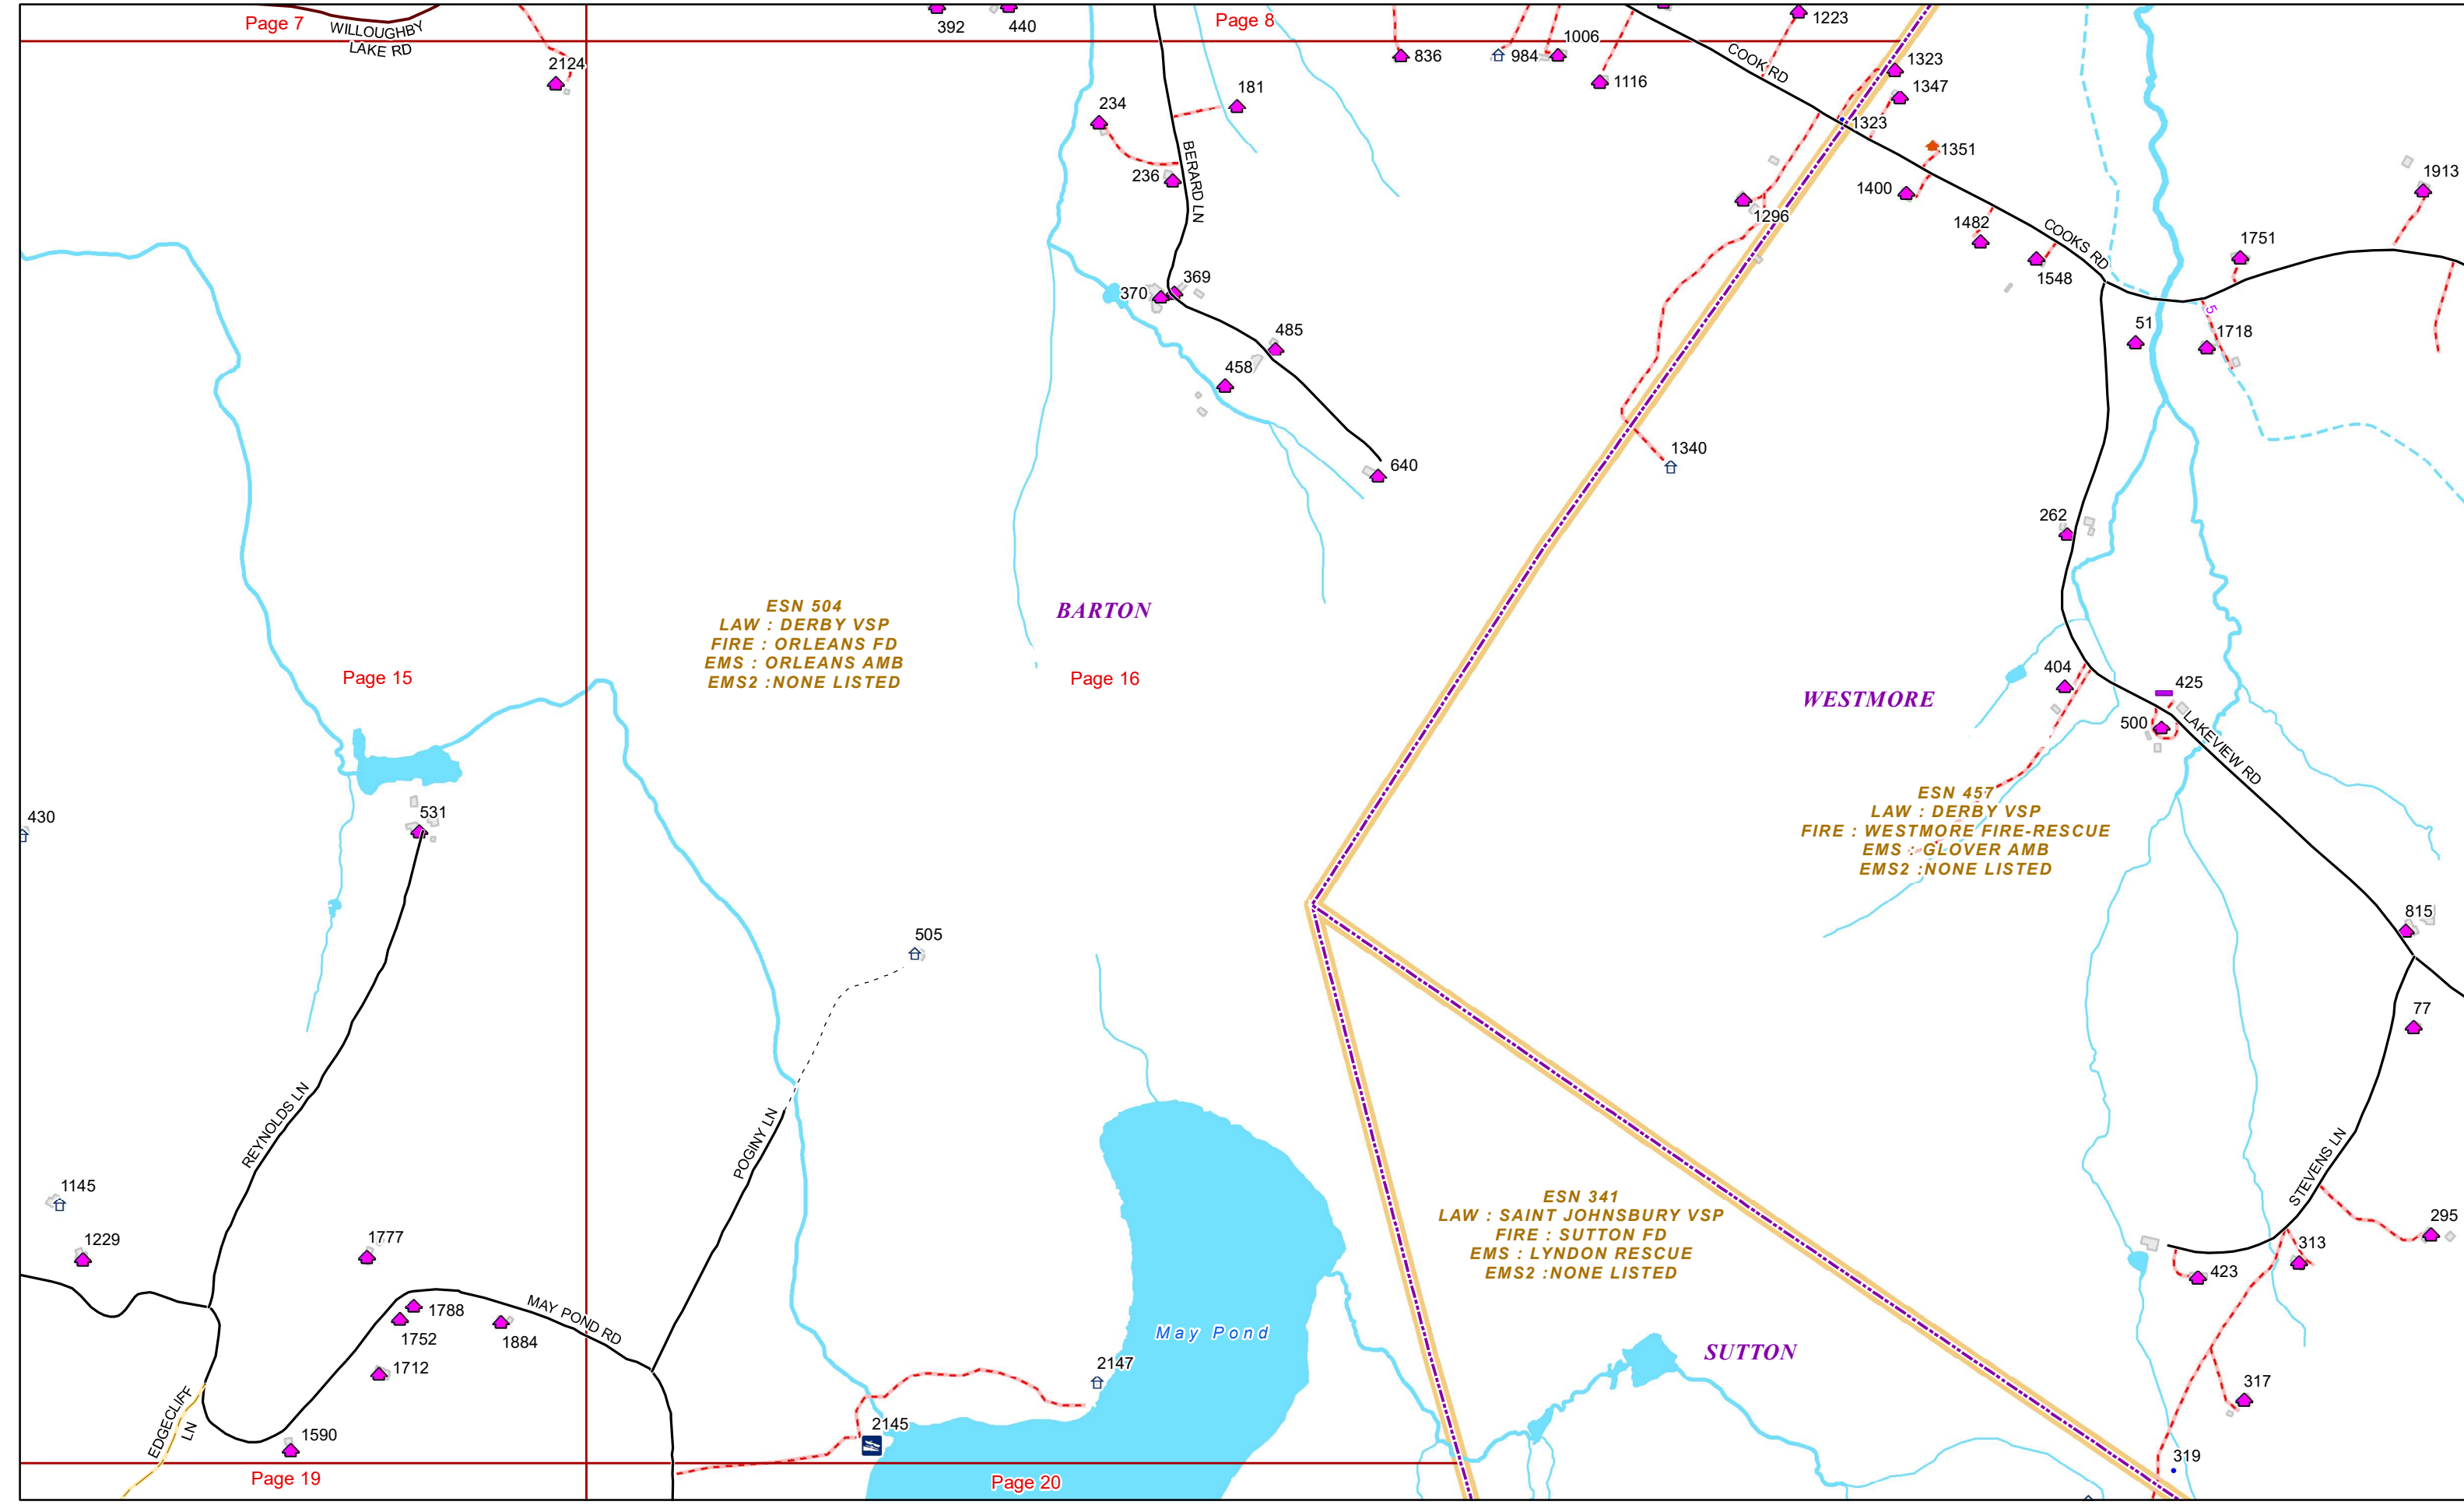 Page 7
WILLOUGHBY
LAKE RD
392
440
Page 8
1223
2124
836
984
1006
1116
COOK RD
1323
1347
234
181
1323
1351
236
BERARD LN
1400
1296
1913
1482
COOKS RD
1548
1751
370
369
5
51
1718
485
458
640
1340
262
ESN 504
LAW : DERBY VSP
FIRE : ORLEANS FD
EMS : ORLEANS AMB
EMS2 :NONE LISTED
BARTON
Page 15
Page 16
404
425
WESTMORE
500
LAKEVIEW RD
ESN 457
LAW : DERBY VSP
FIRE : WESTMORE FIRE-RESCUE
EMS : GLOVER AMB
EMS2 :NONE LISTED
430
531
815
505
77
REYNOLDS LN
POGINY LN
STEVENS LN
1145
1229
1777
ESN 341
LAW : SAINT JOHNSBURY VSP
FIRE : SUTTON FD
EMS : LYNDON RESCUE
EMS2 :NONE LISTED
295
313
423
1788
1752
MAY POND RD
1884
1712
May Pond
SUTTON
2147
317
EDGECLIFF
LN
1590
2145
319
Page 19
Page 20